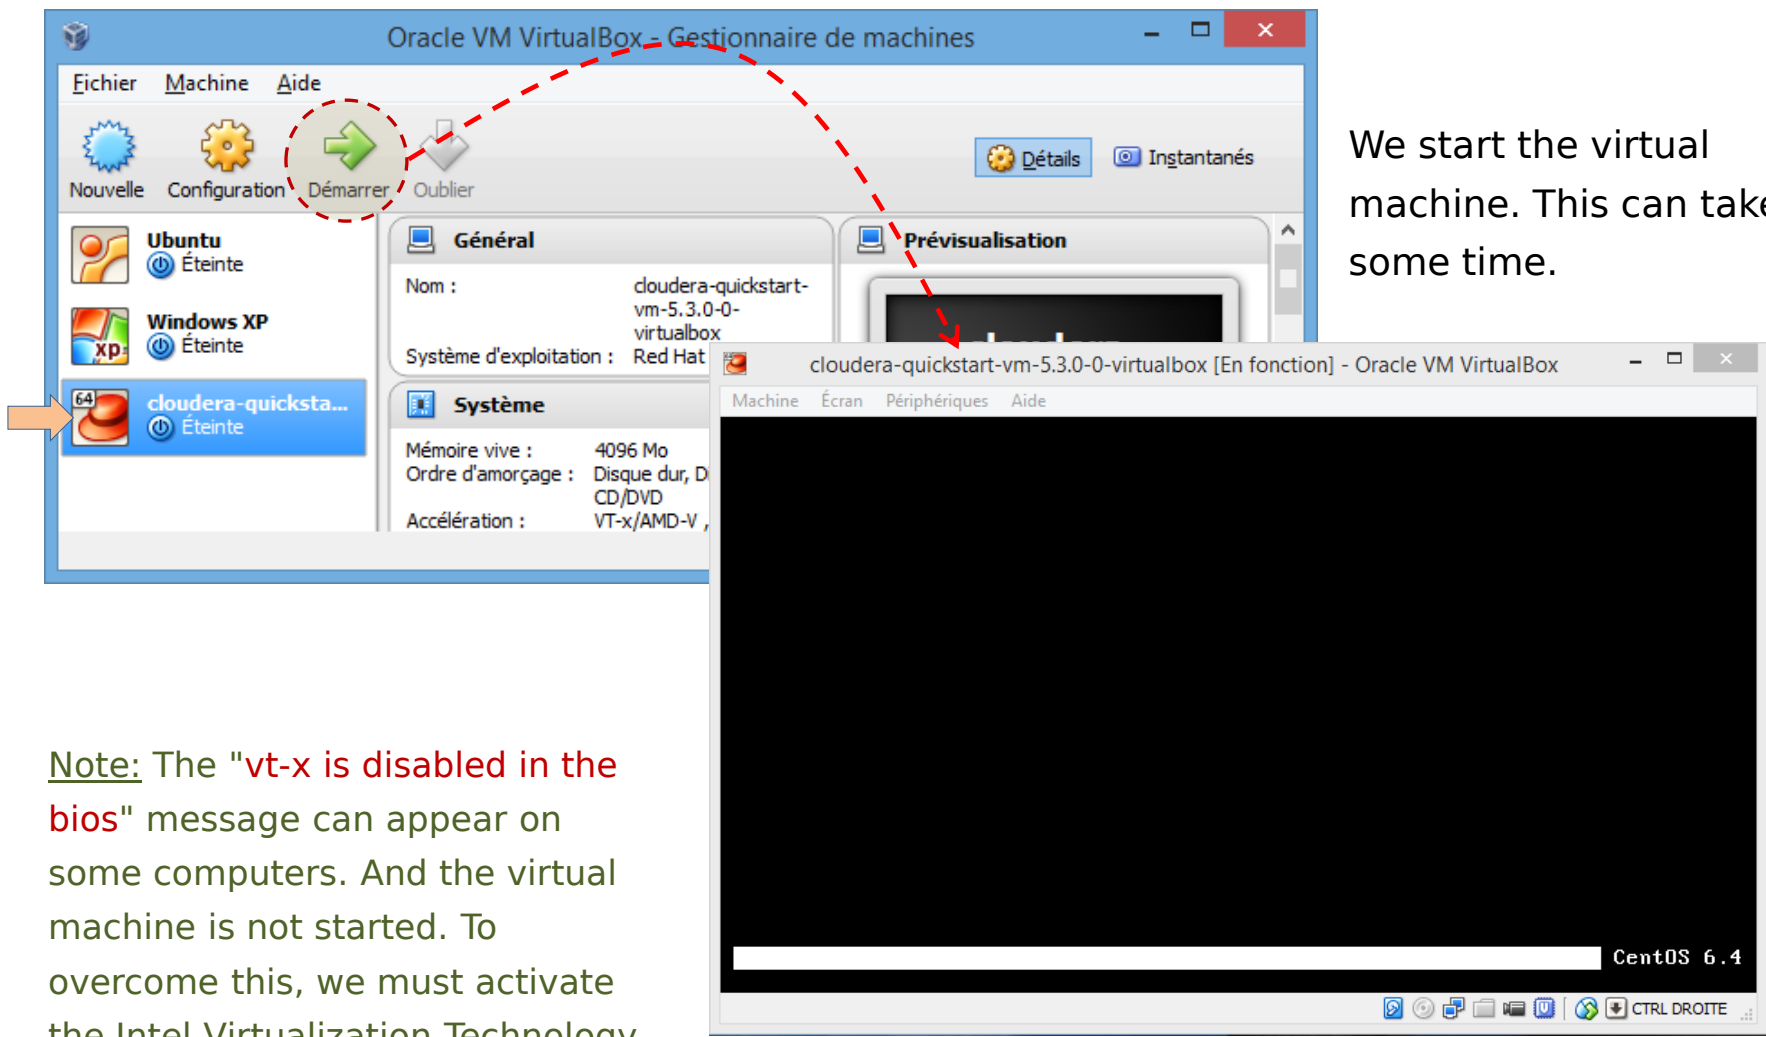 Oracle VM VirtualBox - Gestionnaire de machines
Fichier Machine Aide
Nouvelle Configuration Démarrer Oublier
Détails Instantanés
We start the virtual
machine. This can take
some time.
Ubuntu
Éteinte
Windows XP
Éteinte
64
cloudera-quicksta...
Éteinte
Général
Nom : cloudera-quickstart-
vm-5.3.0-0-
virtualbox
Système d'exploitation : Red Hat
Prévisualisation
Système
Mémoire vive : 4096 Mo
Ordre d'amorçage : Disque dur, Di
CD/DVD
Accélération : VT-x/AMD-V ,
cloudera-quickstart-vm-5.3.0-0-virtualbox [En fonction] - Oracle VM VirtualBox
Machine Écran Périphériques Aide
CentOS 6.4
CTRL DROITE
Note: The "vt-x is disabled in the
bios" message can appear on
some computers. And the virtual
machine is not started. To
overcome this, we must activate
the Intel Virtualization Technology